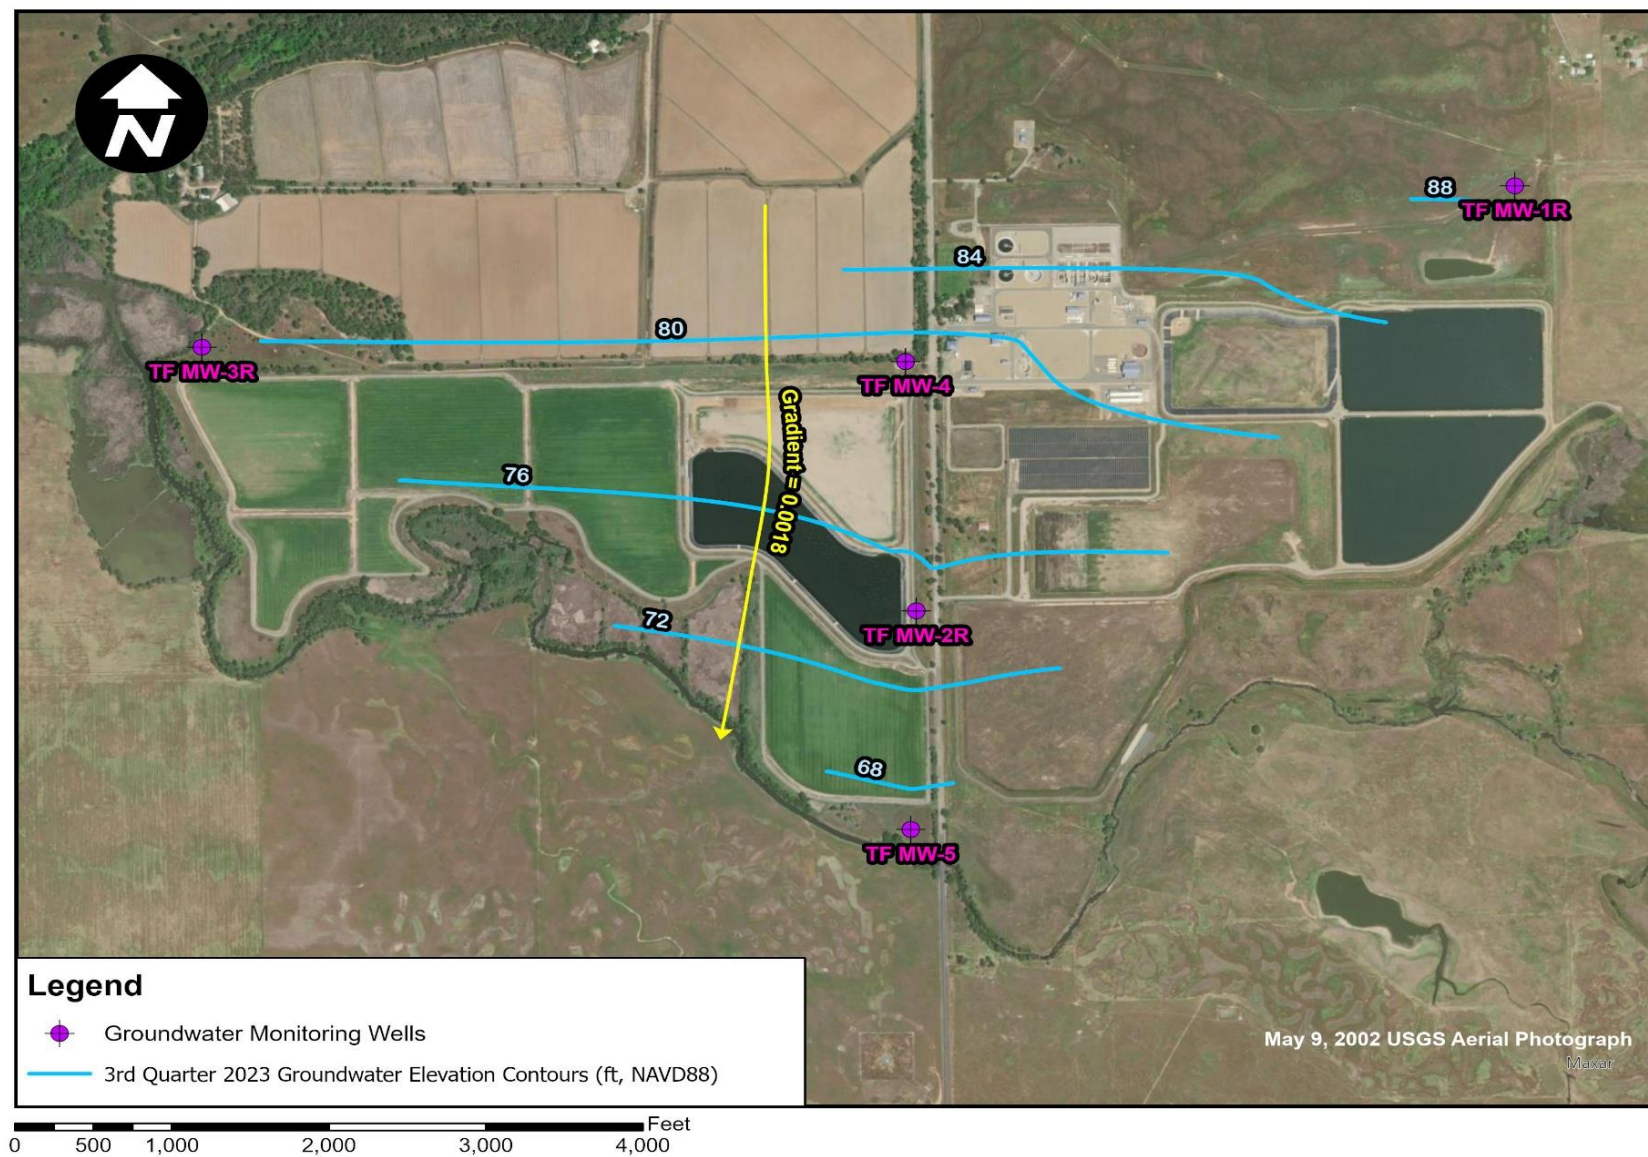 N
88
TF MW-1R
84
80
TF MW-3R
TF MW-4
Gradient = 0.0018
76
72
TF MW-2R
68
TF MW-5
Legend
Groundwater Monitoring Wells
3rd Quarter 2023 Groundwater Elevation Contours (ft, NAVD88)
May 9, 2002 USGS Aerial Photograph
Maxar
Feet
0 500 1,000 2,000 3,000 4,000